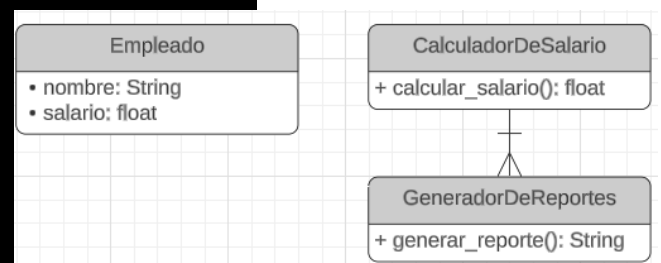 Empleado
• nombre: String
• salario: float
CalculadorDeSalario
+ calcular_salario(): float
GeneradorDeReportes
+ generar_reporte(): String